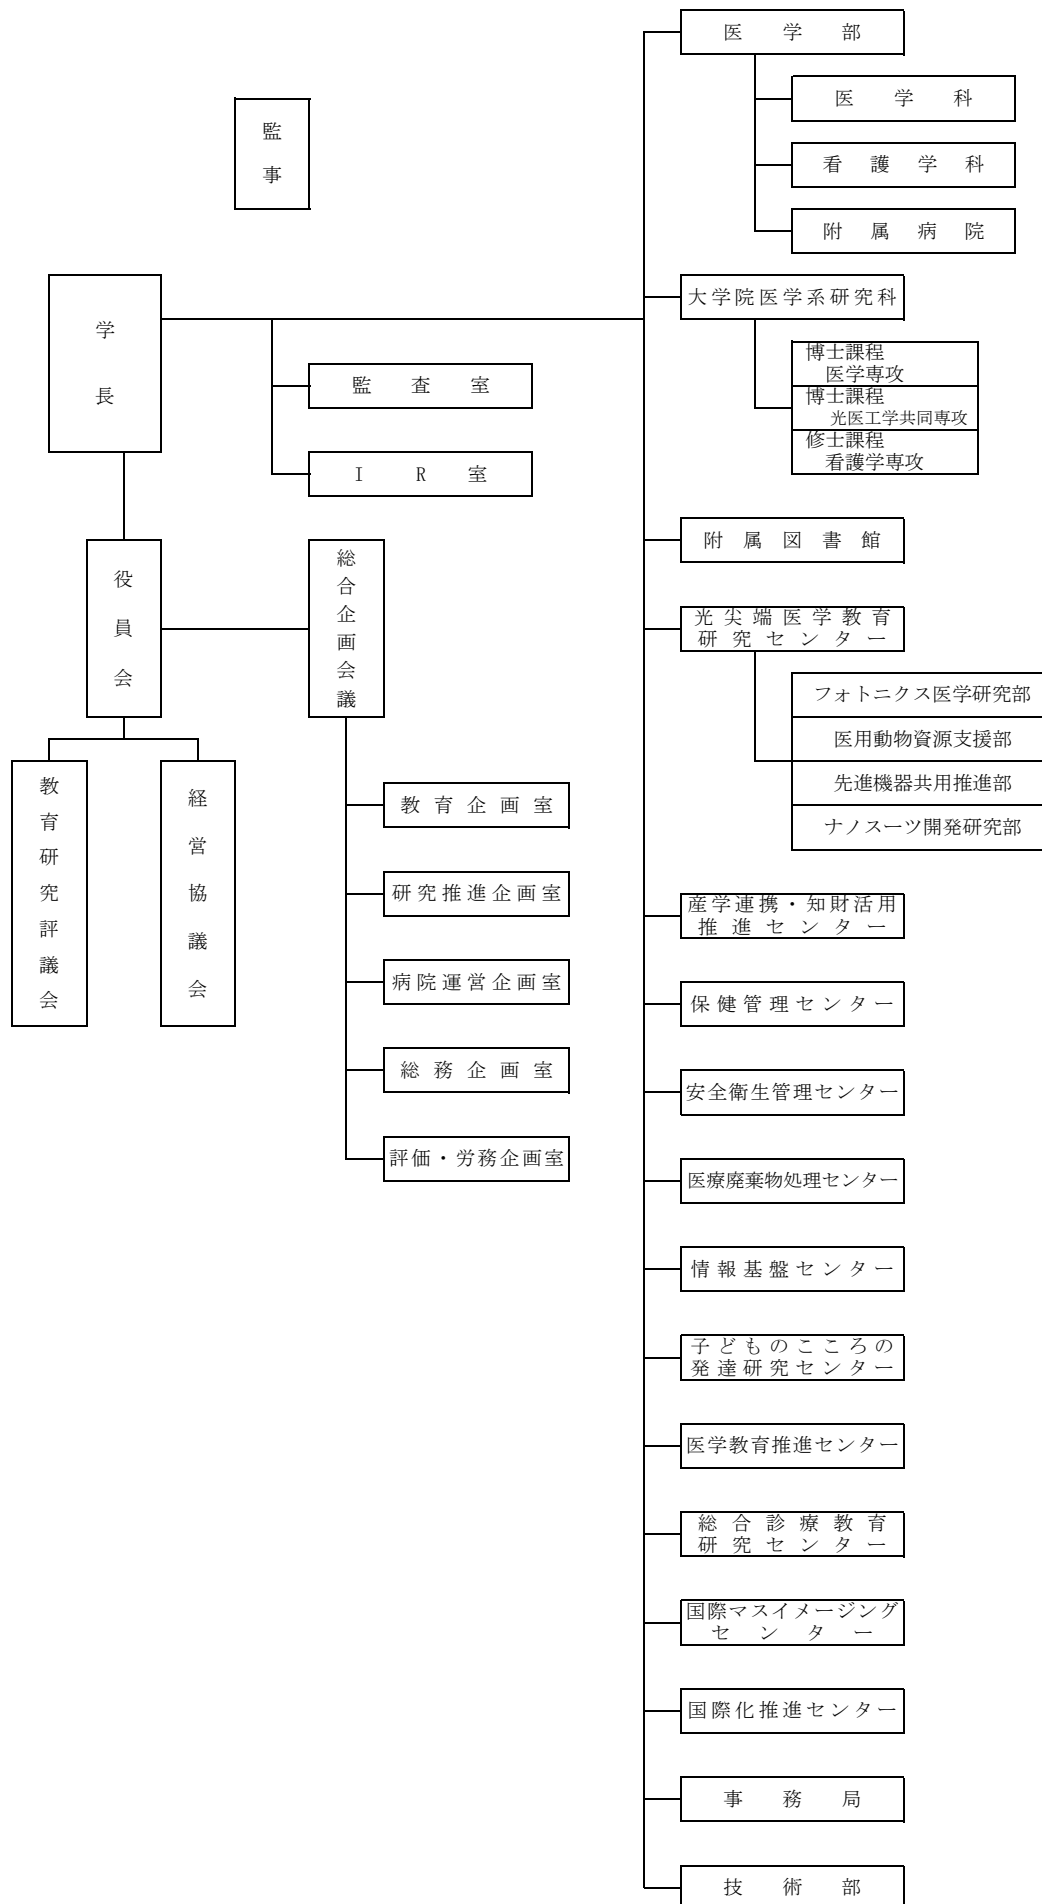 監事
学長
監査室
IR室
役員会
総合企画会議
教育研究評議会
経営協議会
教育企画室
研究推進企画室
病院運営企画室
総務企画室
評価・労務企画室
医学部
医学科
看護学科
附属病院
大学院医学系研究科
博士課程
医学専攻
博士課程
光医工学共同専攻
修士課程
看護学専攻
附属図書館
光尖端医学教育
研究センター
フォトニクス医学研究部
医用動物資源支援部
先進機器共用推進部
ナノスーツ開発研究部
産学連携・知財活用
推進センター
保健管理センター
安全衛生管理センター
医療廃棄物処理センター
情報基盤センター
子どものこころの
発達研究センター
医学教育推進センター
総合診療教育
研究センター
国際マスイメージング
センター
国際化推進センター
事務局
技術部